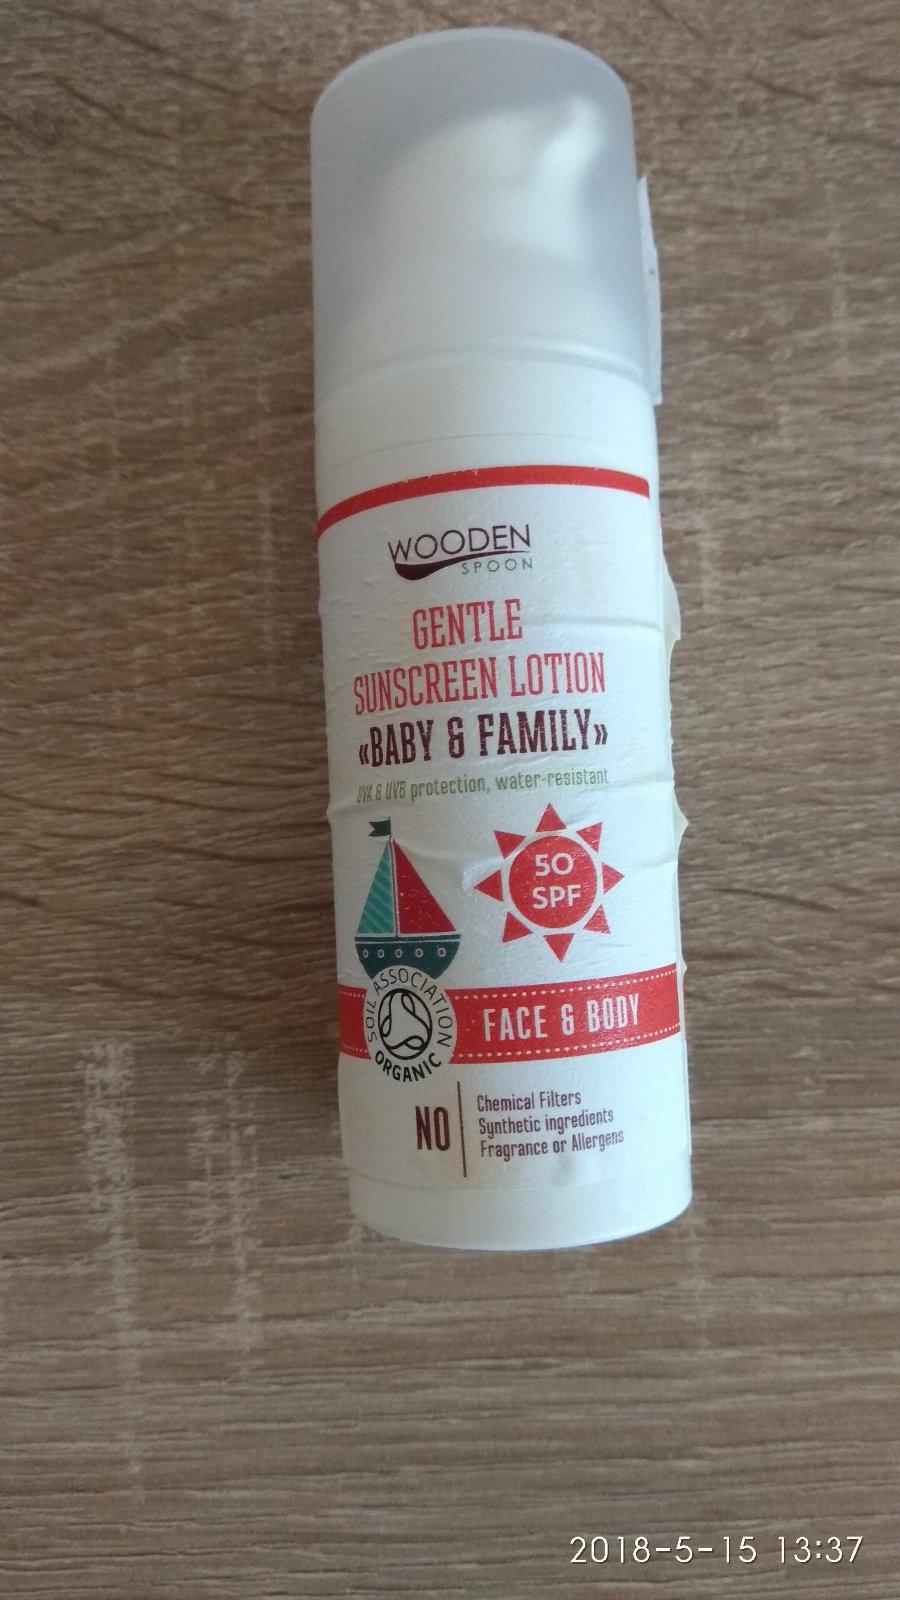 WOODEN
SPOON
GENTLE
SUNSCREEN LOTION
«BABY & FAMILY»
UVA & UVB protection, water-resistant
50
SPF
SOIL ASSOCIATION
ORGANIC
FACE & BODY
NO
Chemical Filters
Synthetic ingredients
Fragrance or Allergens
2018-5-15 13:37